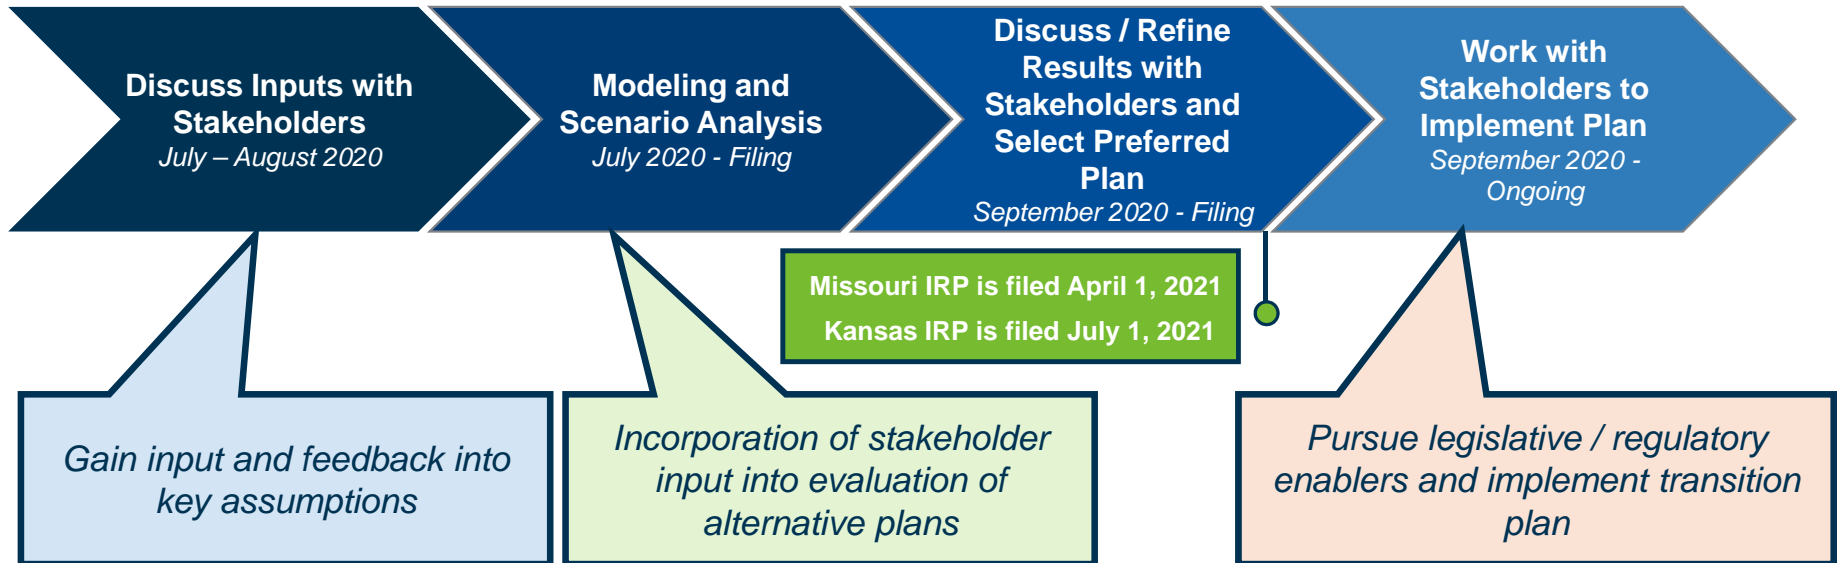 Discuss Inputs with
Stakeholders
July – August 2020
Modeling and
Scenario Analysis
July 2020 - Filing
Discuss / Refine
Results with
Stakeholders and
Select Preferred
Plan
September 2020 - Filing
Work with
Stakeholders to
Implement Plan
September 2020 -
Ongoing
Missouri IRP is filed April 1, 2021
Kansas IRP is filed July 1, 2021
Gain input and feedback into
key assumptions
Incorporation of stakeholder
input into evaluation of
alternative plans
Pursue legislative / regulatory
enablers and implement transition
plan